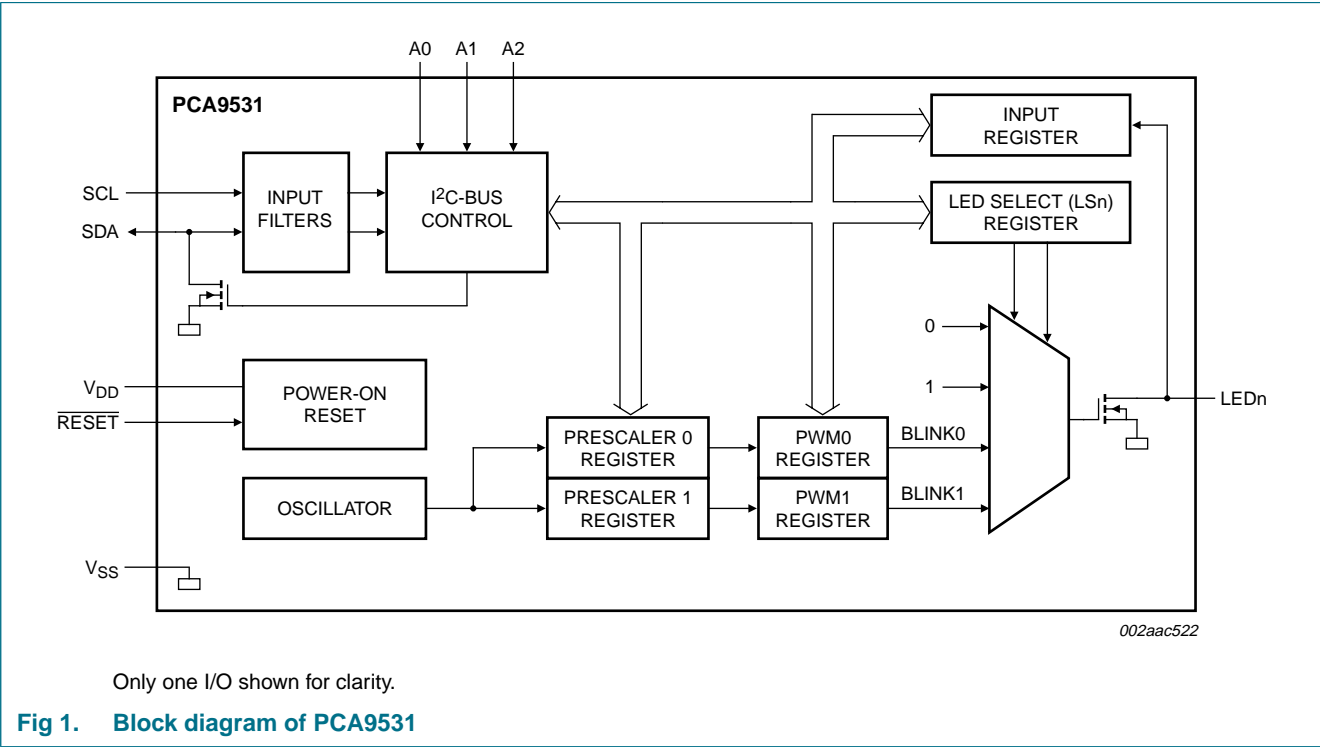 A0 A1 A2
PCA9531
INPUT
REGISTER
SCL
SDA
INPUT
FILTERS
I²C-BUS
CONTROL
LED SELECT (LSn)
REGISTER
0
1
VDD
RESET
POWER-ON
RESET
LEDn
PRESCALER 0
REGISTER
PWM0
REGISTER
BLINK0
OSCILLATOR
PRESCALER 1
REGISTER
PWM1
REGISTER
BLINK1
VSS
002aac522
Only one I/O shown for clarity.
Fig 1. Block diagram of PCA9531